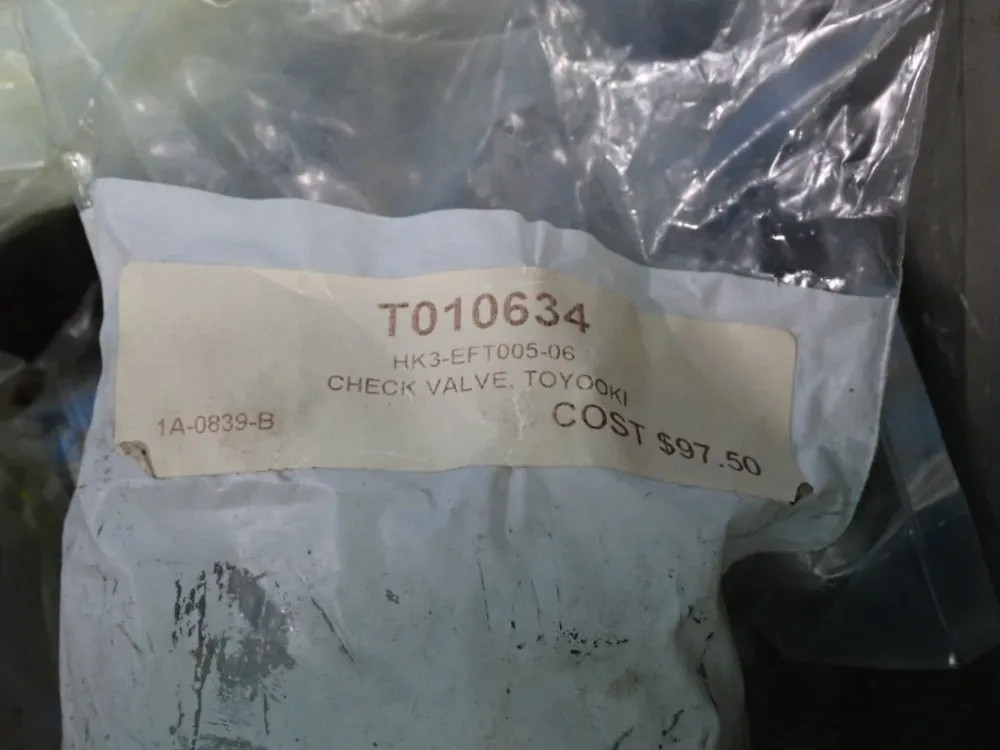 T010634
HK3-EFT005-06
CHECK VALVE, TOYOOKI
1A-0839-B
COST $97.50